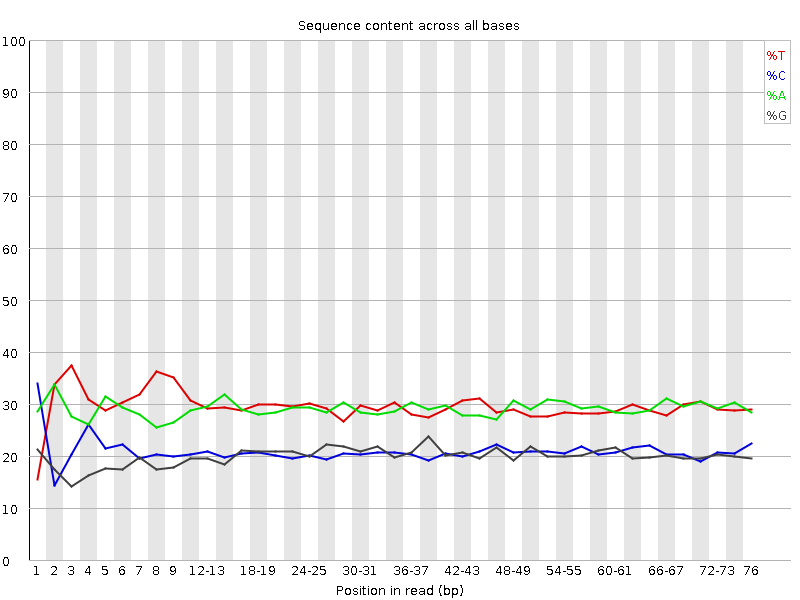 Sequence content across all bases
100
90
80
70
60
50
40
30
20
10
0
%T
%C
%A
%G
1 2 3 4 5 6 7 8 9 12-13 18-19 24-25 30-31 36-37 42-43 48-49 54-55 60-61 66-67 72-73 76
Position in read (bp)